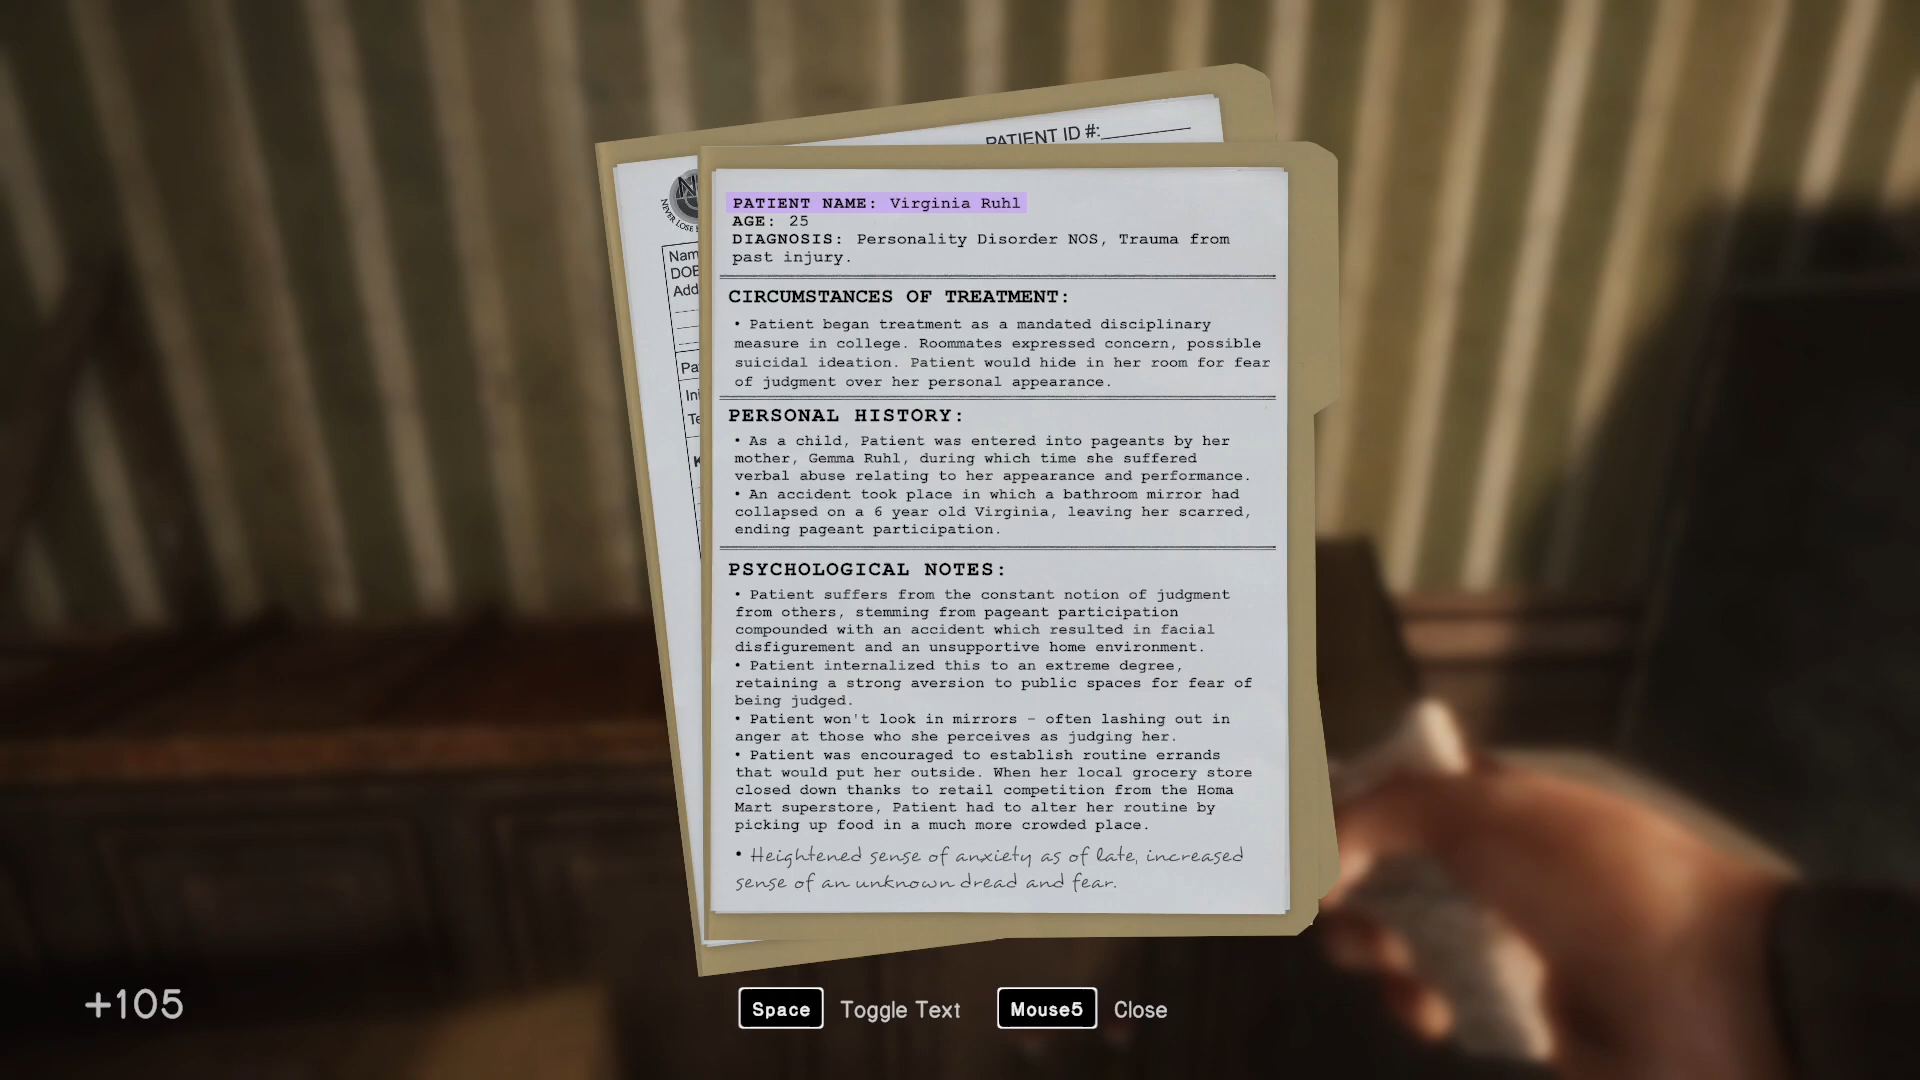 PATIENT ID #:
NEVER LOSE
Nam
DOB
Add
Pa
Ini
Te
K
PATIENT NAME: Virginia Ruhl
AGE: 25
DIAGNOSIS: Personality Disorder NOS, Trauma from
past injury.
CIRCUMSTANCES OF TREATMENT:
• Patient began treatment as a mandated disciplinary
measure in college. Roommates expressed concern, possible
suicidal ideation. Patient would hide in her room for fear
of judgment over her personal appearance.
PERSONAL HISTORY:
• As a child, Patient was entered into pageants by her
mother, Gemma Ruhl, during which time she suffered
verbal abuse relating to her appearance and performance.
• An accident took place in which a bathroom mirror had
collapsed on a 6 year old Virginia, leaving her scarred,
ending pageant participation.
PSYCHOLOGICAL NOTES:
• Patient suffers from the constant notion of judgment
from others, stemming from pageant participation
compounded with an accident which resulted in facial
disfigurement and an unsupportive home environment.
• Patient internalized this to an extreme degree,
retaining a strong aversion to public spaces for fear of
being judged.
• Patient won't look in mirrors – often lashing out in
anger at those who she perceives as judging her.
• Patient was encouraged to establish routine errands
that would put her outside. When her local grocery store
closed down thanks to retail competition from the Homa
Mart superstore, Patient had to alter her routine by
picking up food in a much more crowded place.
• Heightened sense of anxiety as of late, increased
sense of an unknown dread and fear.
+105
Space Toggle Text Mouse5 Close